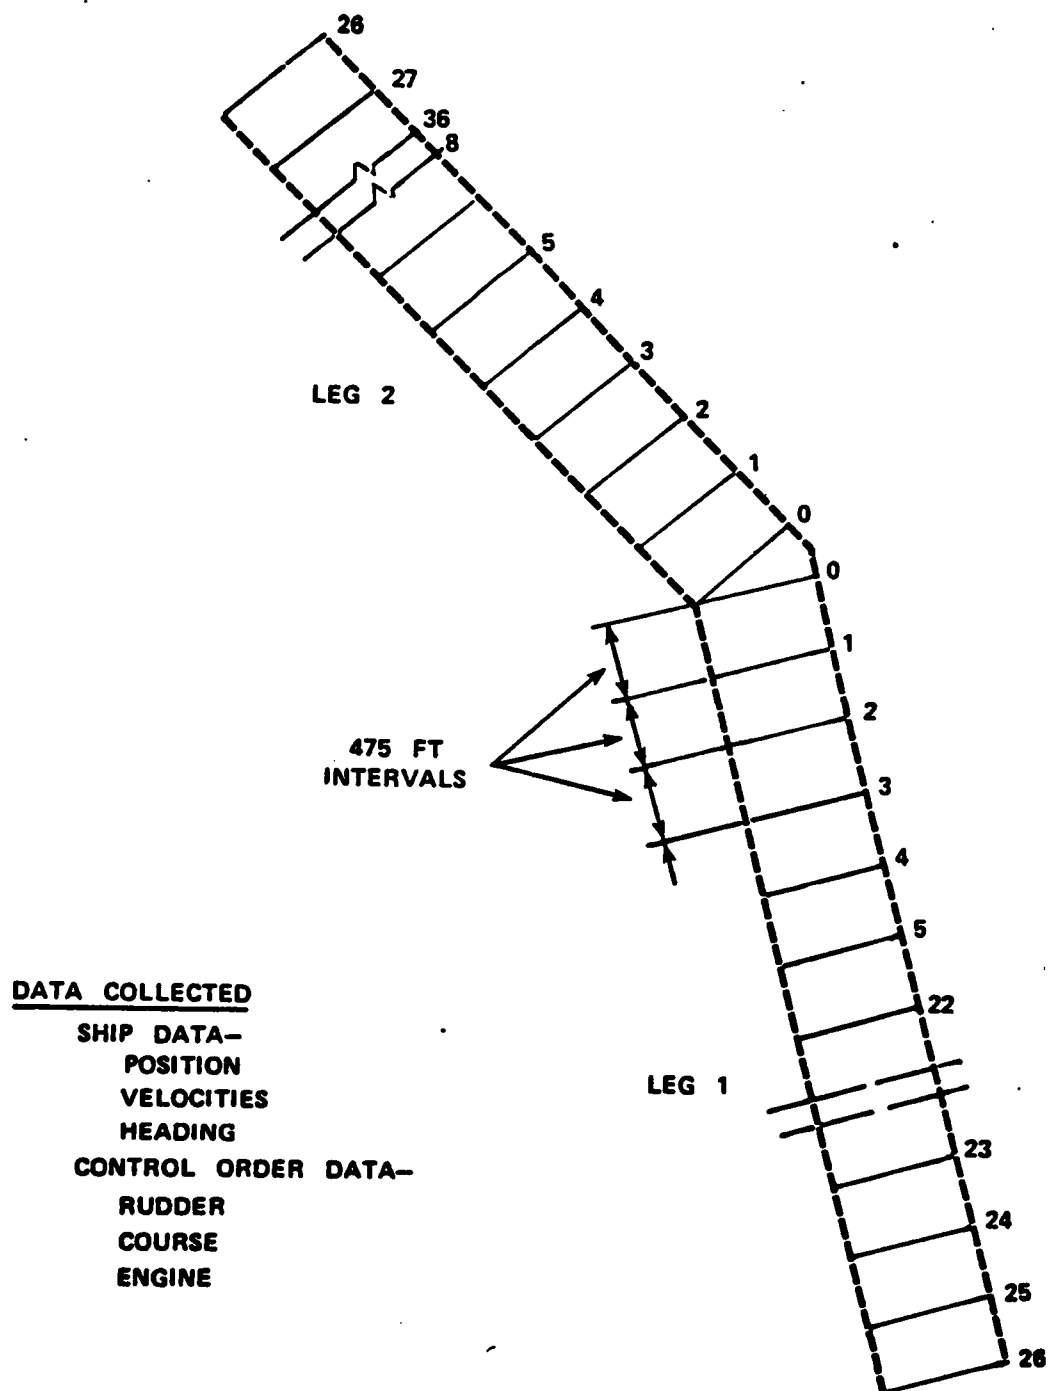 26
27
36
8
5
4
3
2
1
0
LEG 2
0
1
2
3
4
5
22
23
24
25
26
475 FT
INTERVALS
LEG 1
DATA COLLECTED
SHIP DATA—
POSITION
VELOCITIES
HEADING
CONTROL ORDER DATA—
RUDDER
COURSE
ENGINE